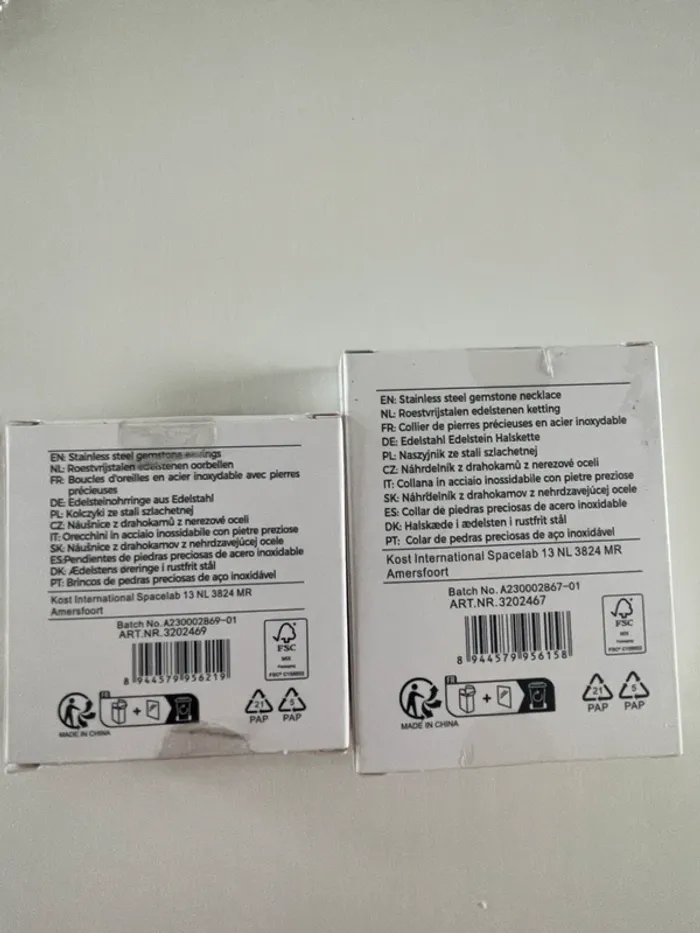 EN: Stainless steel gemstone earrings
NL: Roestvrijstalen edelstenen oorbellen
FR: Boucles d'oreilles en acier inoxydable avec pierres
précieuses
DE: Edelsteinohrringe aus Edelstahl
PL: Kolczyki ze stali szlachetnej
CZ: Náušnice z drahokamů z nerezové oceli
IT: Orecchini in acciaio inossidabile con pietre preziose
SK: Náušnice z drahokamov z nehrdzavejúcej ocele
ES:Pendientes de piedras preciosas de acero inoxidable
DK: Ædelstens øreringe i rustfrit stål
PT: Brincos de pedras preciosas de aço inoxidável
Kost International Spacelab 13 NL 3824 MR
Amersfoort
Batch No. A230002869-01
ART.NR. 3202469
8 944579 956219
FSC
MIX
FR
+
MADE IN CHINA
21
PAP
5
PAP
EN: Stainless steel gemstone necklace
NL: Roestvrijstalen edelstenen ketting
FR: Collier de pierres précieuses en acier inoxydable
DE: Edelstahl Edelstein Halskette
PL: Naszyjnik ze stali szlachetnej
CZ: Náhrdelník z drahokamů z nerezové oceli
IT: Collana in acciaio inossidabile con pietre preziose
SK: Náhrdelník z drahokamov z nehrdzavejúcej ocele
ES: Collar de piedras preciosas de acero inoxidable
DK: Halskæde i ædelsten i rustfrit stål
PT: Colar de pedras preciosas de aço inoxidável
Kost International Spacelab 13 NL 3824 MR
Amersfoort
Batch No. A230002867-01
ART.NR.3202467
8 944579 956158
FSC
MIX
FR
+
MADE IN CHINA
21
PAP
5
PAP